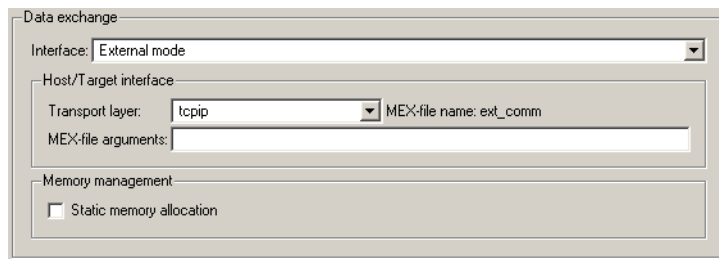 Data exchange
Interface: External mode
Host/Target interface
Transport layer: tcpip MEX-file name: ext_comm
MEX-file arguments:
Memory management
Static memory allocation